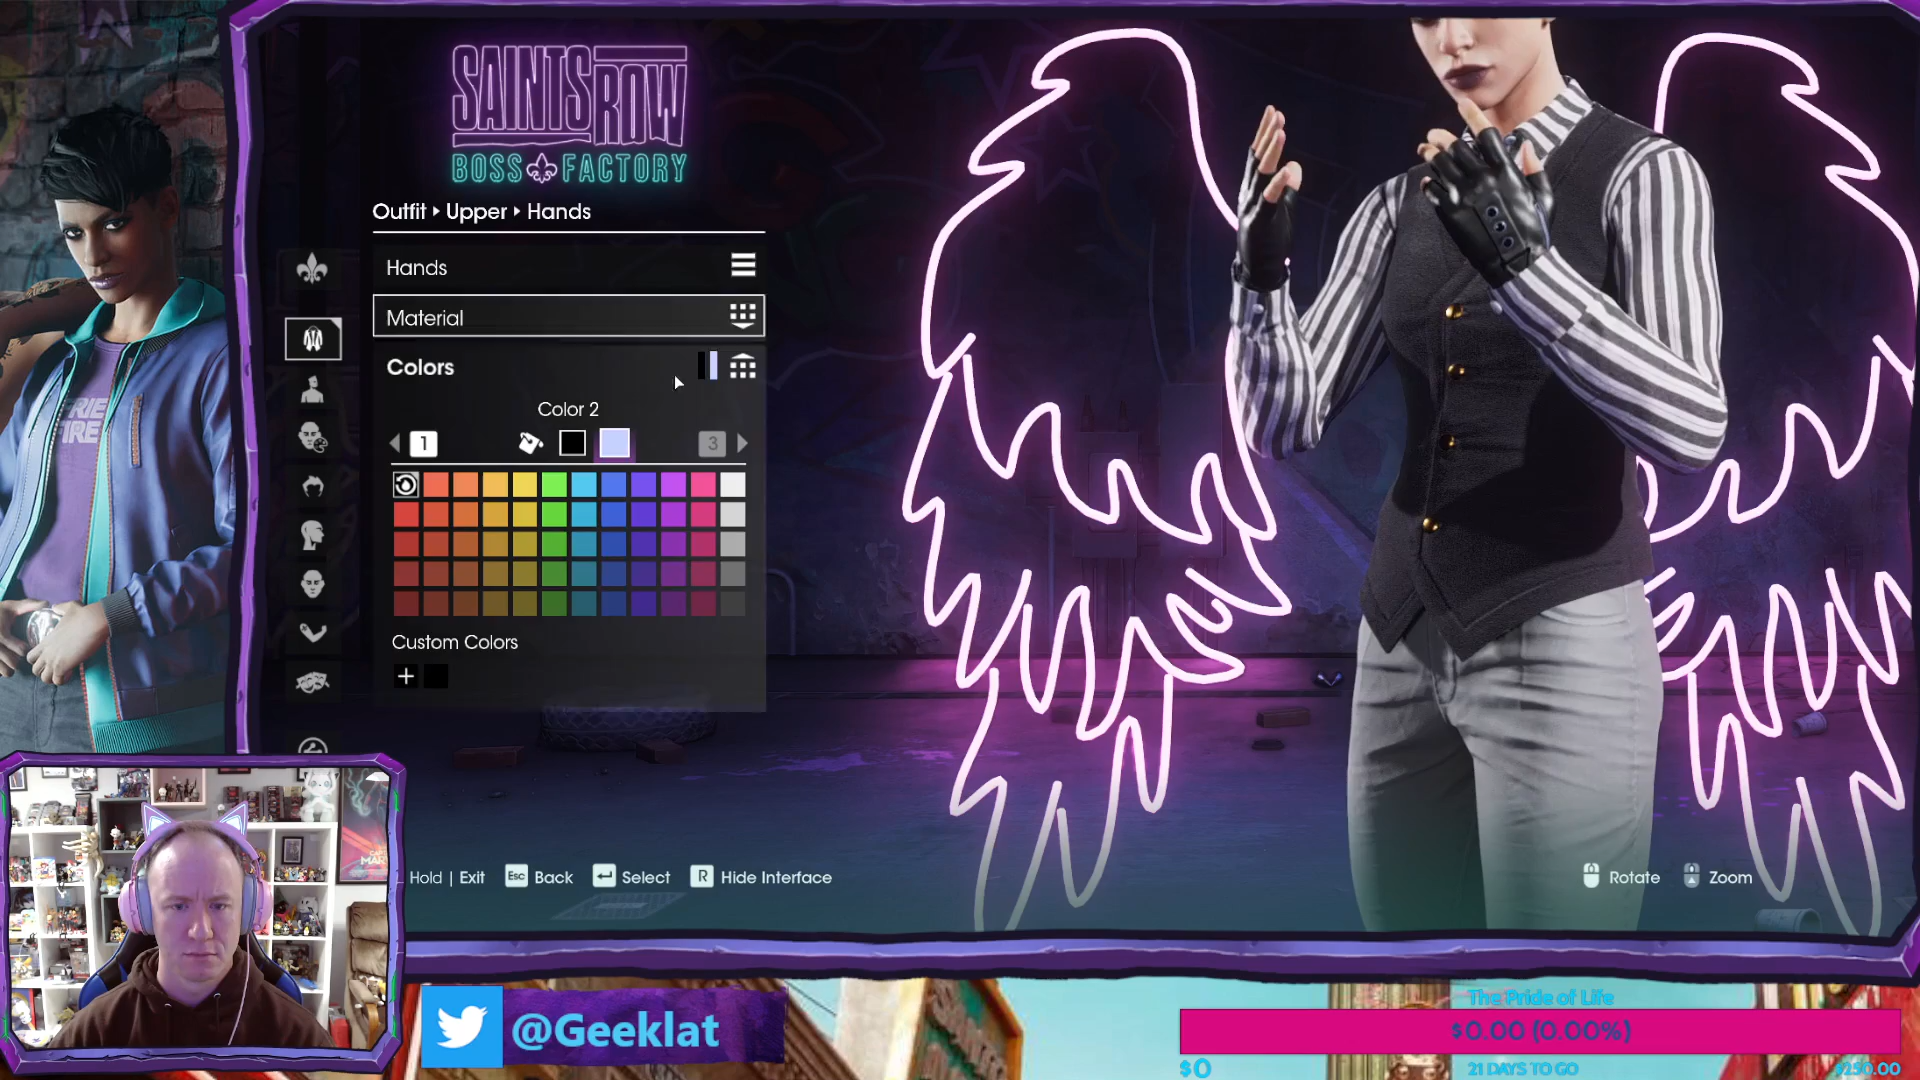 SAINTS ROW
BOSS FACTORY
Outfit ▸ Upper ▸ Hands
Hands
Material
Colors
Color 2
1
3
Custom Colors
+
Hold | Exit
Esc Back
Select
R Hide Interface
Rotate
Zoom
@Geeklat
The Pride of Life
$0.00 (0.00%)
$0
21 DAYS TO GO
$250.00